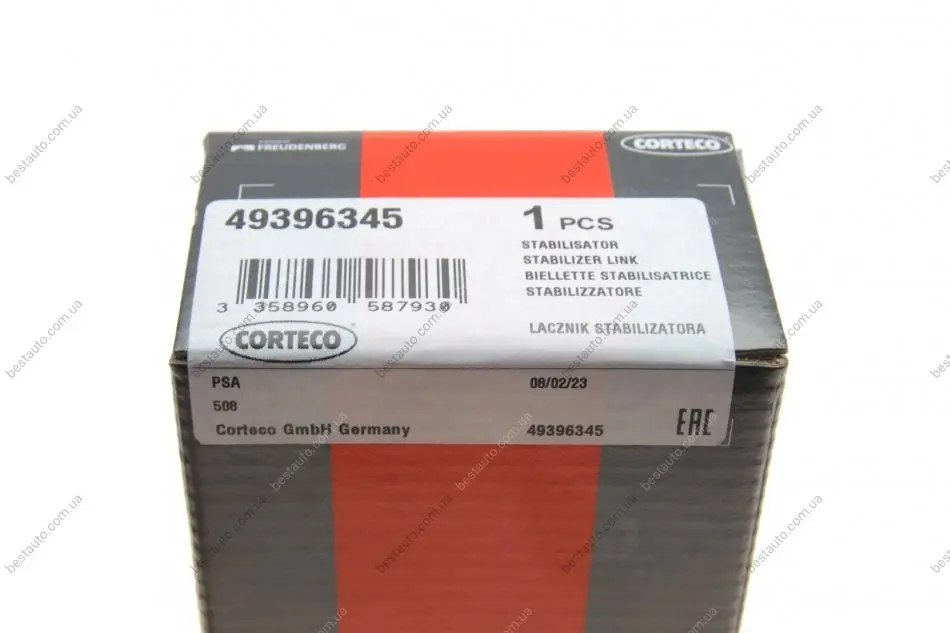 FREUDENBERG
CORTECO
49396345
1 PCS
STABILISATOR
STABILIZER LINK
BIELLETTE STABILISATRICE
STABILIZZATORE
LACZNIK STABILIZATORA
3 358960 587930
CORTECO
PSA
08/02/23
508
Corteco GmbH Germany
49396345
EAC
bestauto.com.ua